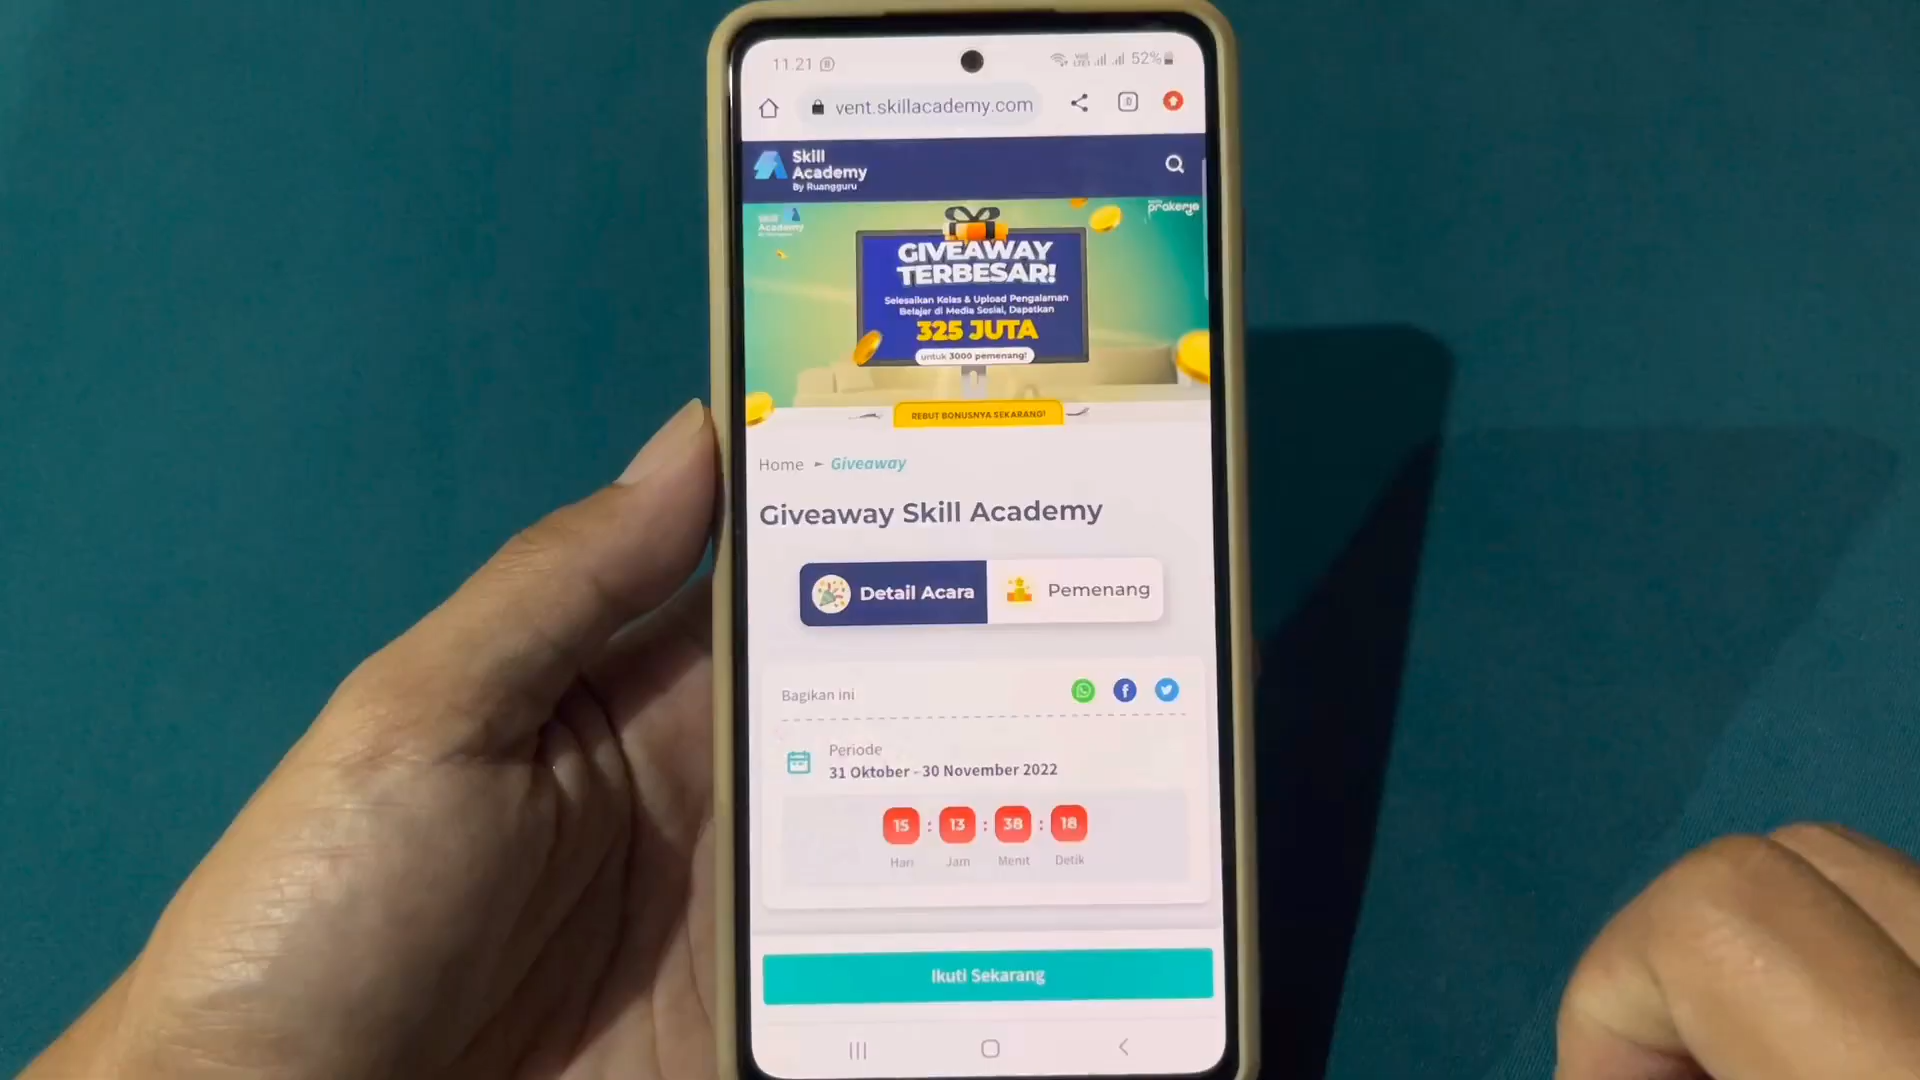 11.21
52%
vent.skillacademy.com
Skill
Academy
By Ruangguru
Skill
Academy
prakerja
GIVEAWAY
TERBESAR!
Selesaikan Kelas & Upload Pengalaman
Belajar di Media Sosial, Dapatkan
325 JUTA
untuk 3000 pemenang!
REBUT BONUSNYA SEKARANG!
Home ► Giveaway
Giveaway Skill Academy
Detail Acara
Pemenang
Bagikan ini
Periode
31 Oktober - 30 November 2022
15 : 13 : 38 : 18
Hari Jam Menit Detik
Ikuti Sekarang